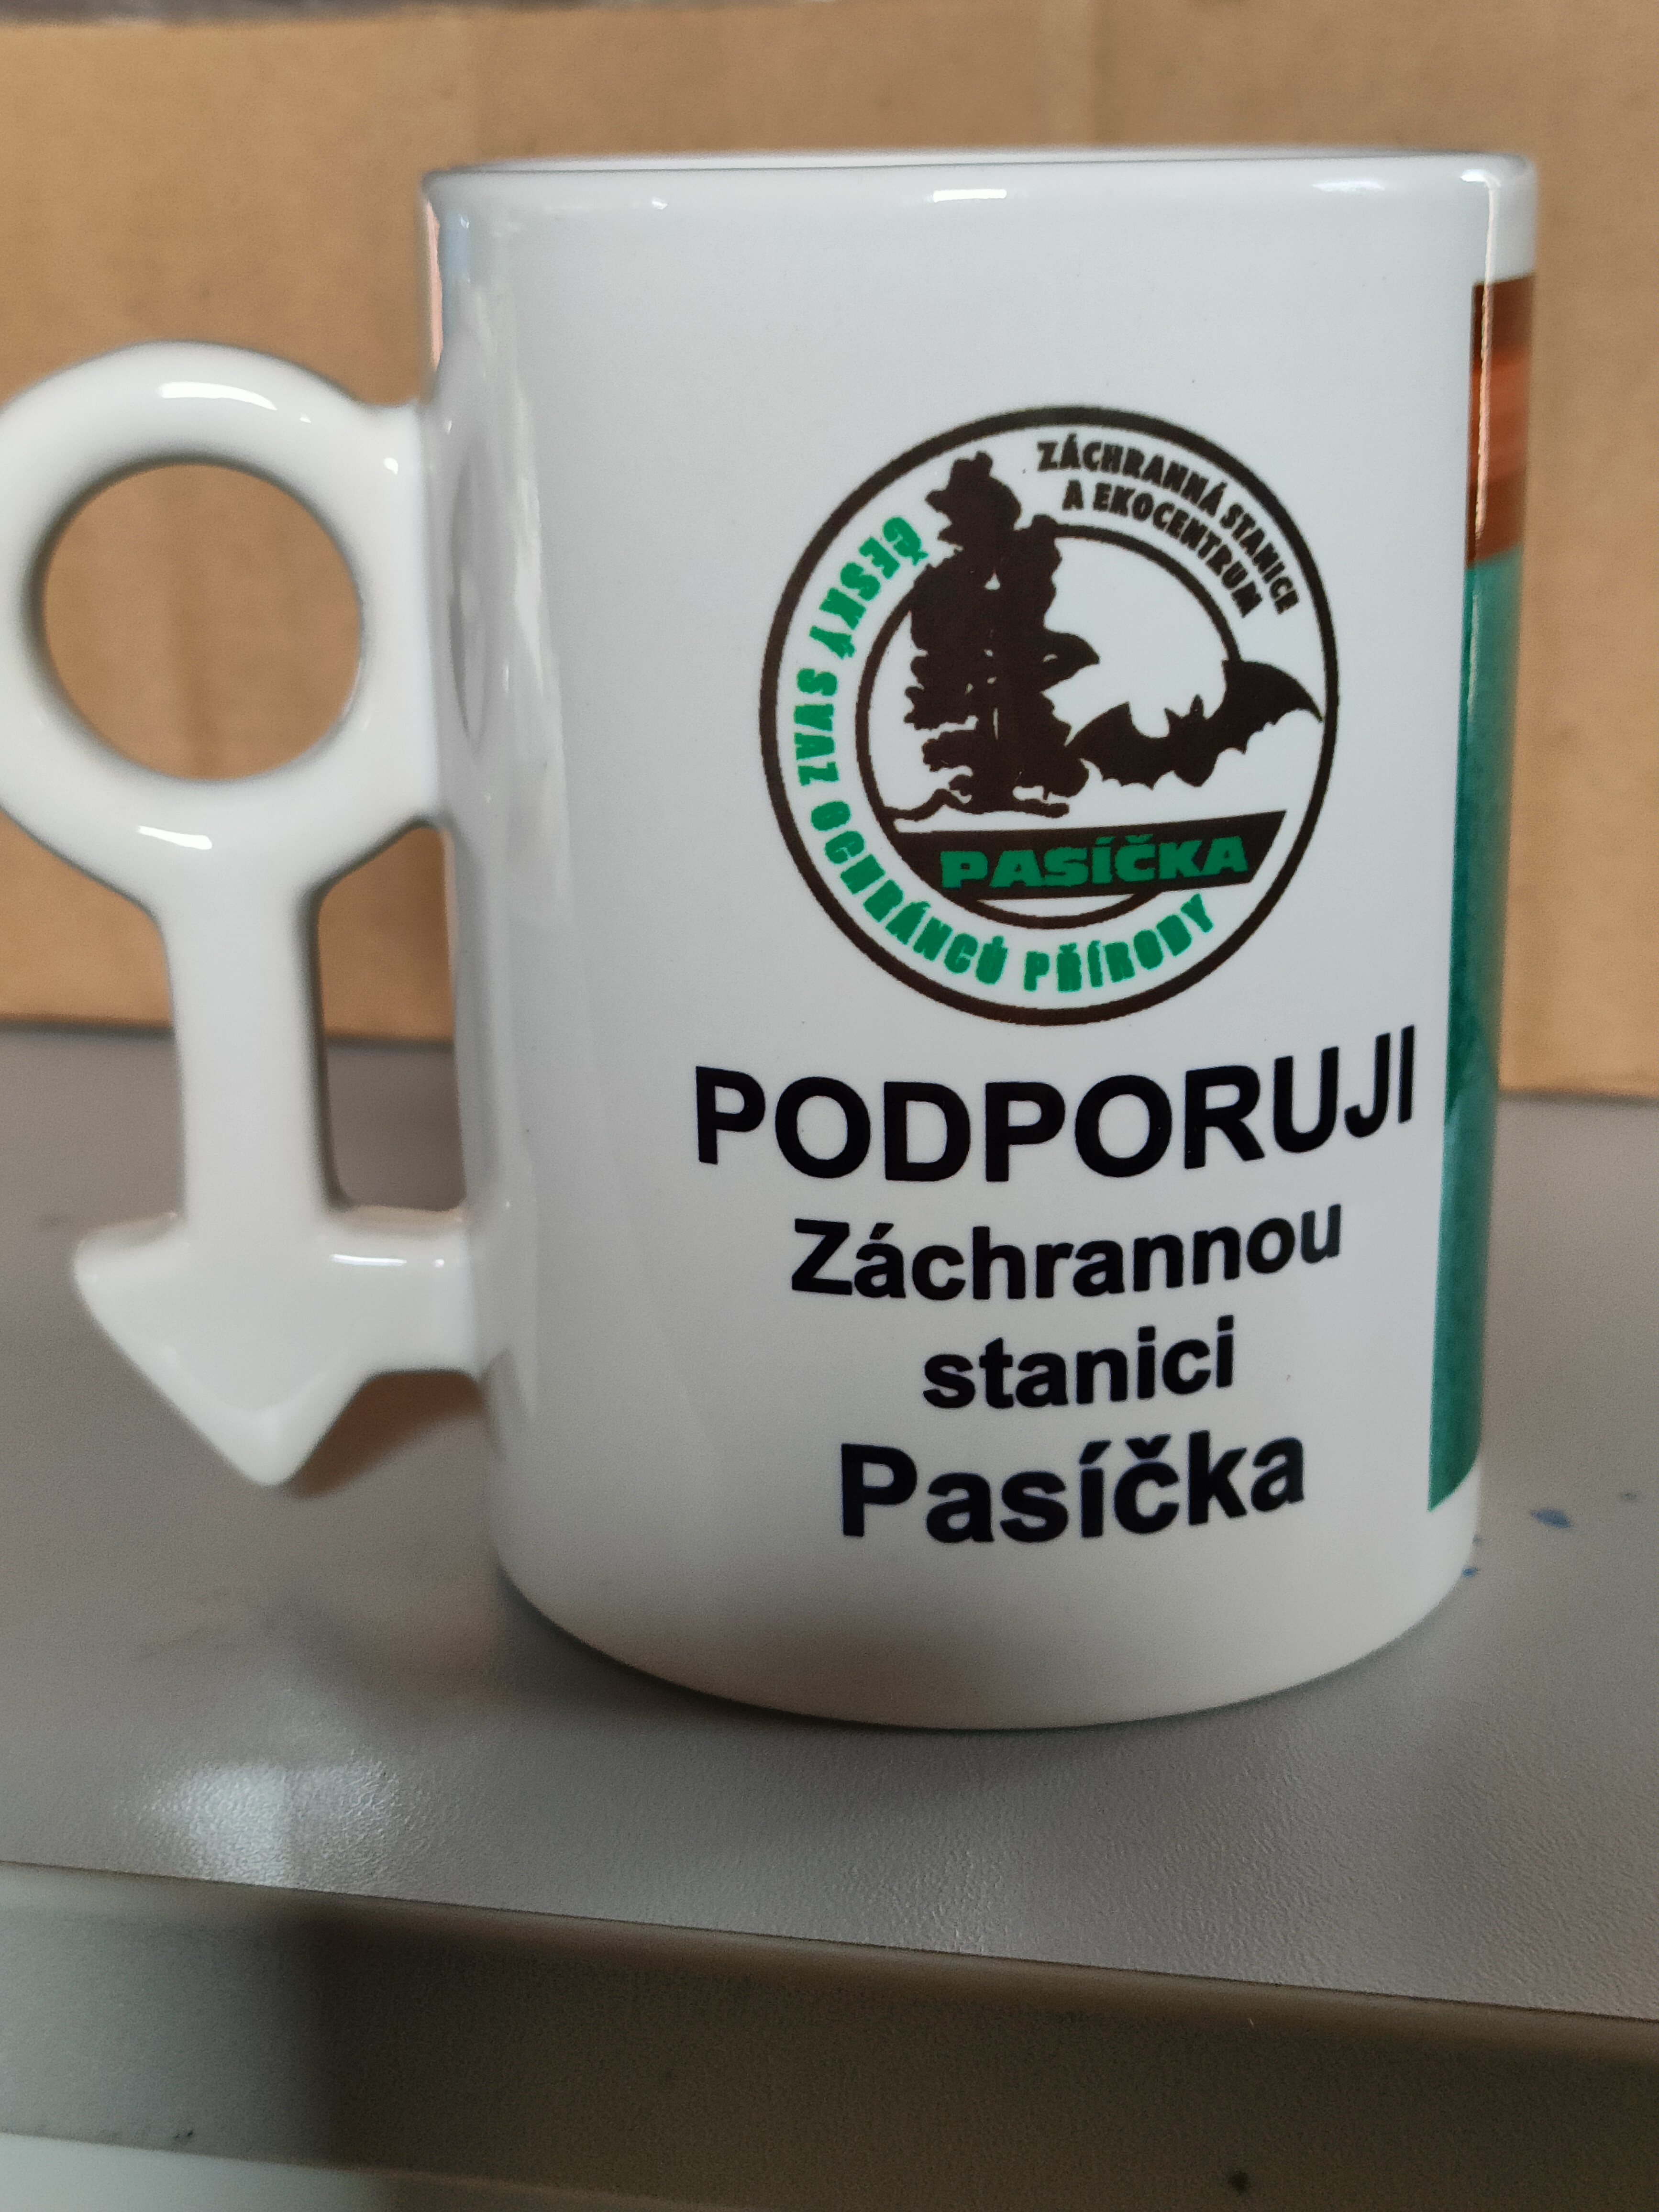 ZÁCHRANNÁ STANICE
A EKOCENTRUM
ČESKÝ SVAZ OCHRÁNCŮ PŘÍRODY
PASÍČKA
PODPORUJI
Záchrannou
stanici
Pasíčka